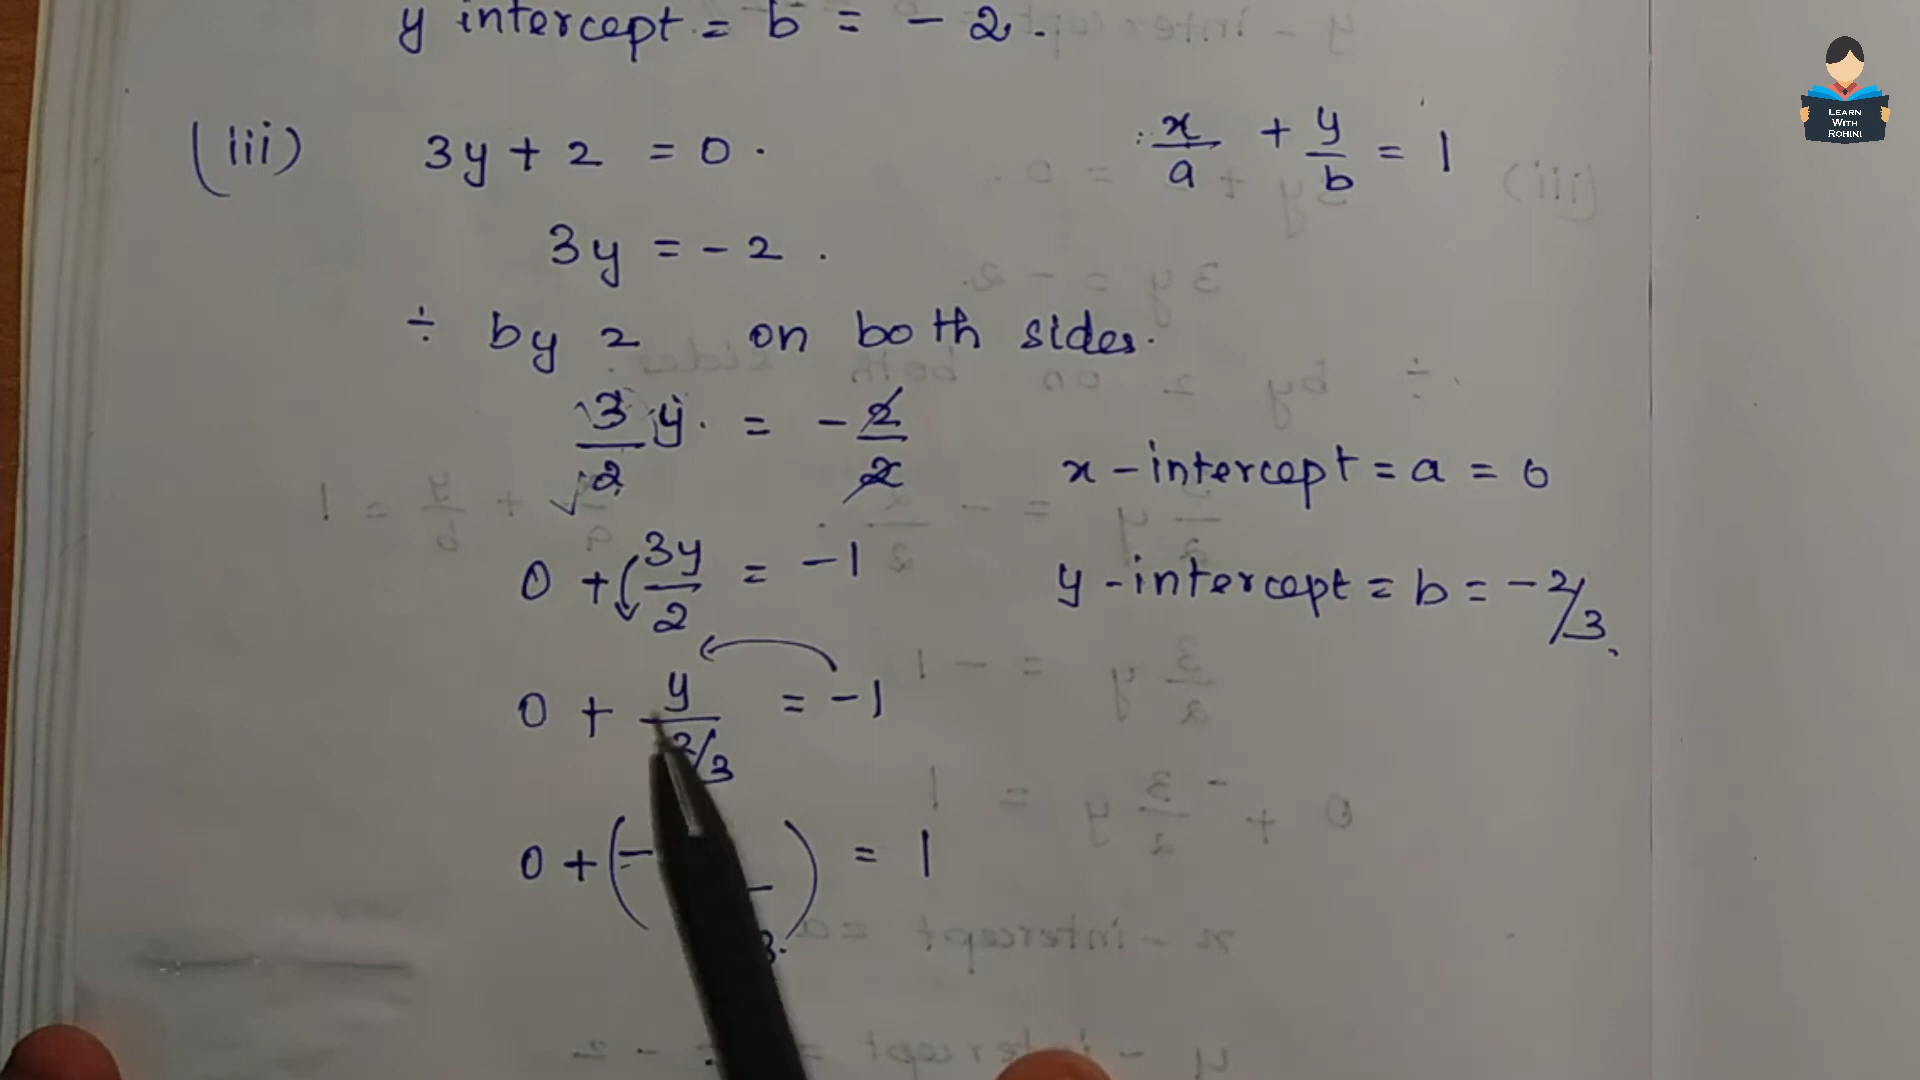 y intercept = b = - 2.
(iii) 3y + 2 = 0.
x/a + y/b = 1
3y = - 2.
÷ by 2 on both sides.
3/2 y. = - 2/2
x - intercept = a = 0
0 + 3y/2 = -1
y - intercept = b = -2/3.
0 + y/2/3 = -1
0 + (- 3.) = 1
LEARN
WITH
ROHINI